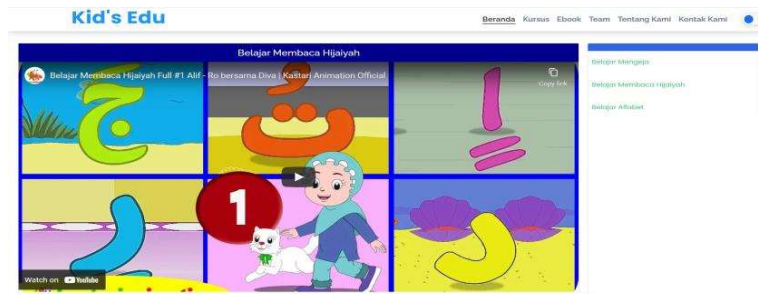 Kid's Edu
Beranda Kursus Ebook Team Tentang Kami Kontak Kami
Belajar Membaca Hijaiyah
Belajar Membaca Hijaiyah Full #1 Alif - Ro bersama Diva | Kastari Animation Official
Copy link
Belajar Mengeja
Belajar Membaca Hijaiyah
Belajar Alfabet
1
Watch on YouTube